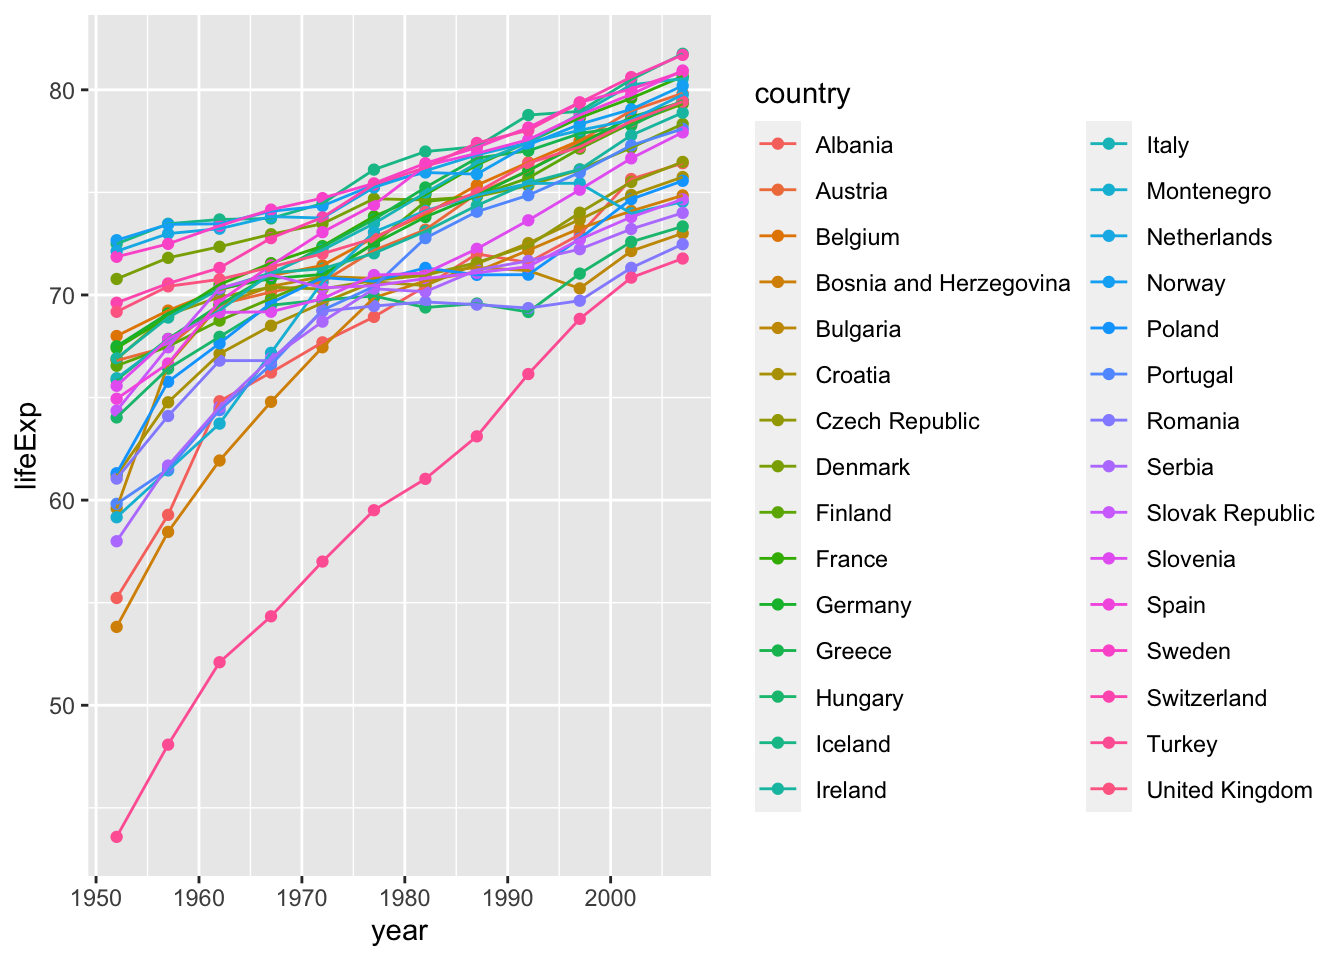 80
70
60
50
lifeExp
1950 1960 1970 1980 1990 2000
year
country
Albania
Austria
Belgium
Bosnia and Herzegovina
Bulgaria
Croatia
Czech Republic
Denmark
Finland
France
Germany
Greece
Hungary
Iceland
Ireland
Italy
Montenegro
Netherlands
Norway
Poland
Portugal
Romania
Serbia
Slovak Republic
Slovenia
Spain
Sweden
Switzerland
Turkey
United Kingdom